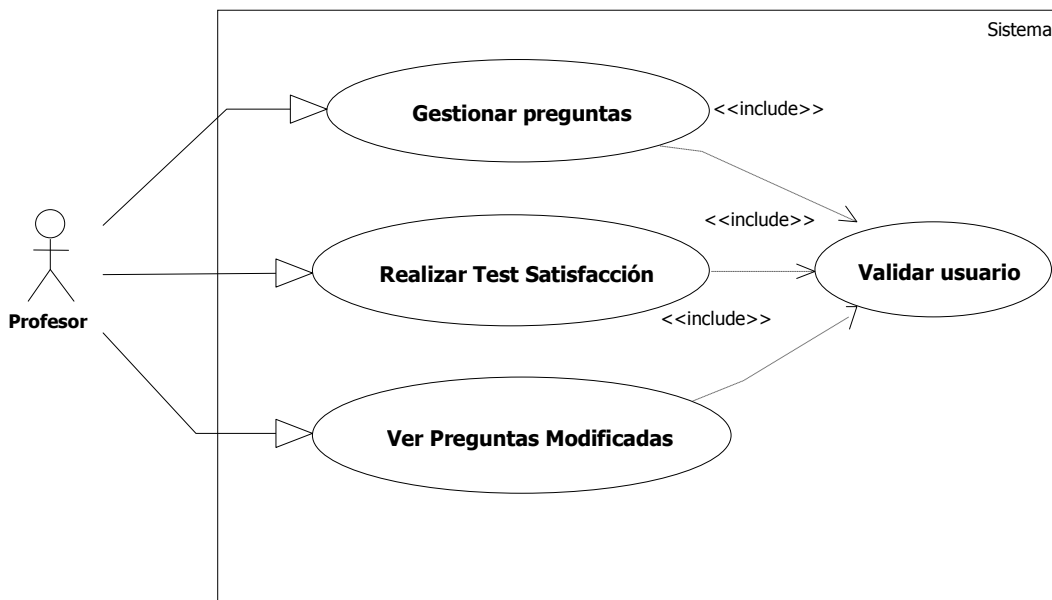 Sistema
Gestionar preguntas
<<include>>
<<include>>
Realizar Test Satisfacción
Validar usuario
Profesor
<<include>>
Ver Preguntas Modificadas